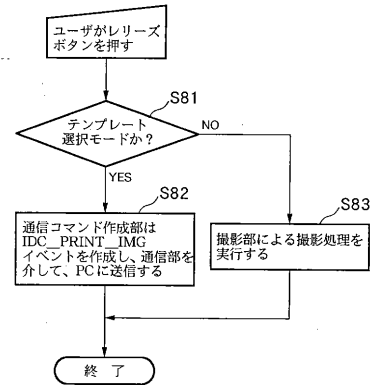 ユーザがレリーズ
ボタンを押す
S81
テンプレート
選択モードか？
NO
YES
S82
通信コマンド作成部は
IDC__PRINT__IMG
イベントを作成し、通信部を
介して、PCに送信する
S83
撮影部による撮影処理を
実行する
終 了